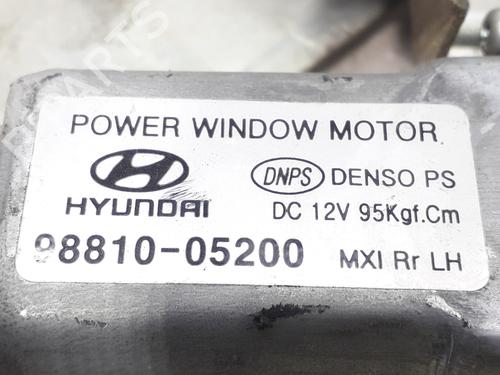 POWER WINDOW MOTOR
HYUNDAI
DNPS DENSO PS
DC 12V 95Kgf.Cm
98810-05200
MXI Rr LH